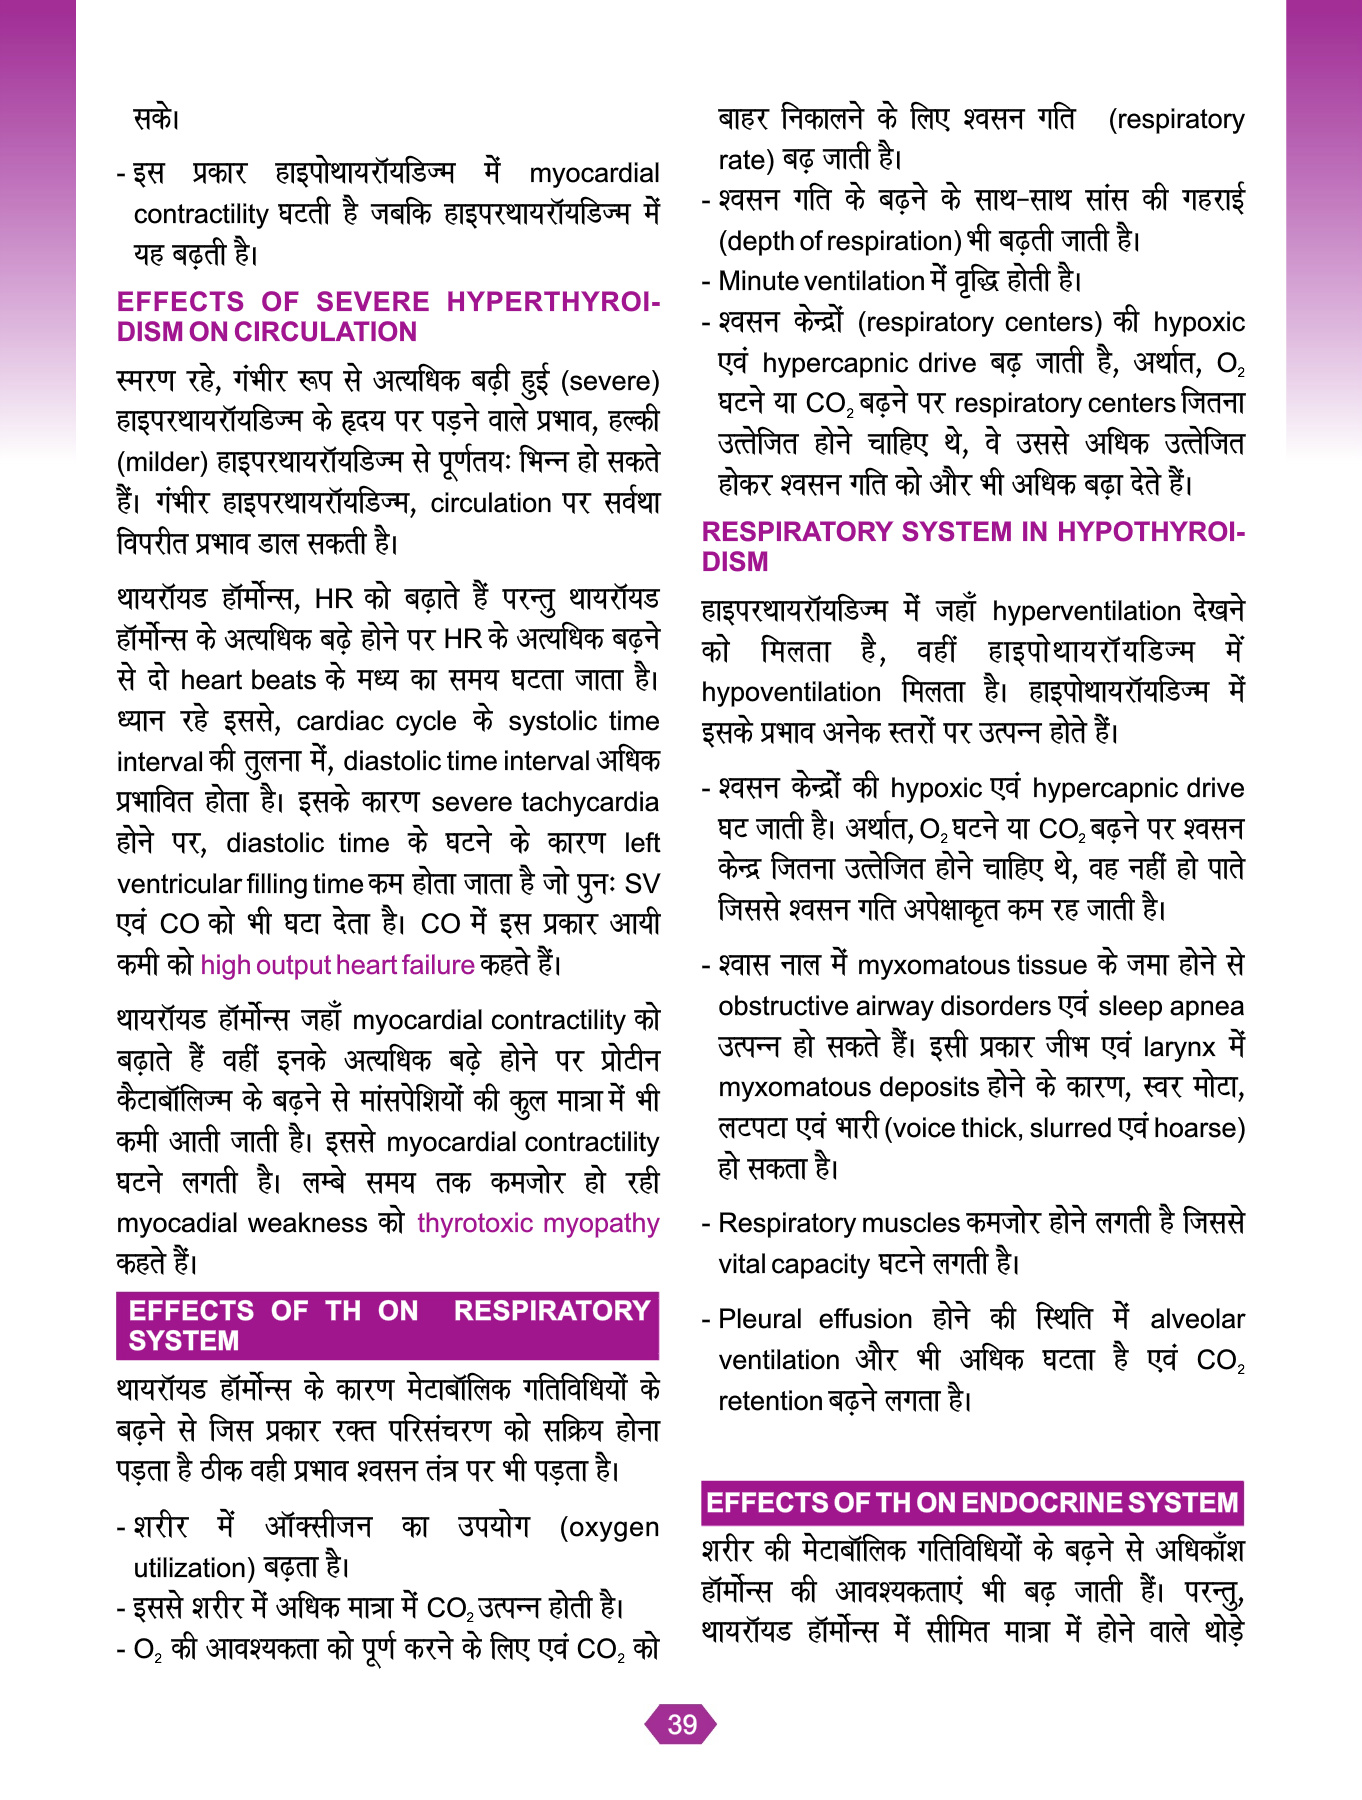 सके।
- इस प्रकार हाइपोथायरॉयडिज्म में myocardial
contractility घटती है जबकि हाइपरथायरॉयडिज्म में
यह बढ़ती है।
EFFECTS OF SEVERE HYPERTHYROI-
DISM ON CIRCULATION
स्मरण रहे, गंभीर रूप से अत्यधिक बढ़ी हुई (severe)
हाइपरथायरॉयडिज्म के हृदय पर पड़ने वाले प्रभाव, हल्की
(milder) हाइपरथायरॉयडिज्म से पूर्णतयः भिन्न हो सकते
हैं। गंभीर हाइपरथायरॉयडिज्म, circulation पर सर्वथा
विपरीत प्रभाव डाल सकती है।
थायरॉयड हॉर्मोन्स, HR को बढ़ाते हैं परन्तु थायरॉयड
हॉर्मोन्स के अत्यधिक बढ़े होने पर HR के अत्यधिक बढ़ने
से दो heart beats के मध्य का समय घटता जाता है।
ध्यान रहे इससे, cardiac cycle के systolic time
interval की तुलना में, diastolic time interval अधिक
प्रभावित होता है। इसके कारण severe tachycardia
होने पर, diastolic time के घटने के कारण left
ventricular filling time कम होता जाता है जो पुनः SV
एवं CO को भी घटा देता है। CO में इस प्रकार आयी
कमी को high output heart failure कहते हैं।
थायरॉयड हॉर्मोन्स जहाँ myocardial contractility को
बढ़ाते हैं वहीं इनके अत्यधिक बढ़े होने पर प्रोटीन
कैटाबॉलिज्म के बढ़ने से मांसपेशियों की कुल मात्रा में भी
कमी आती जाती है। इससे myocardial contractility
घटने लगती है। लम्बे समय तक कमजोर हो रही
myocadial weakness को thyrotoxic myopathy
कहते हैं।
EFFECTS OF TH ON RESPIRATORY
SYSTEM
थायरॉयड हॉर्मोन्स के कारण मेटाबॉलिक गतिविधियों के
बढ़ने से जिस प्रकार रक्त परिसंचरण को सक्रिय होना
पड़ता है ठीक वही प्रभाव श्वसन तंत्र पर भी पड़ता है।
- शरीर में ऑक्सीजन का उपयोग (oxygen
utilization) बढ़ता है।
- इससे शरीर में अधिक मात्रा में CO₂ उत्पन्न होती है।
- O₂ की आवश्यकता को पूर्ण करने के लिए एवं CO₂ को
बाहर निकालने के लिए श्वसन गति (respiratory
rate) बढ़ जाती है।
- श्वसन गति के बढ़ने के साथ-साथ सांस की गहराई
(depth of respiration) भी बढ़ती जाती है।
- Minute ventilation में वृद्धि होती है।
- श्वसन केन्द्रों (respiratory centers) की hypoxic
एवं hypercapnic drive बढ़ जाती है, अर्थात, O₂
घटने या CO₂ बढ़ने पर respiratory centers जितना
उत्तेजित होने चाहिए थे, वे उससे अधिक उत्तेजित
होकर श्वसन गति को और भी अधिक बढ़ा देते हैं।
RESPIRATORY SYSTEM IN HYPOTHYROI-
DISM
हाइपरथायरॉयडिज्म में जहाँ hyperventilation देखने
को मिलता है, वहीं हाइपोथायरॉयडिज्म में
hypoventilation मिलता है। हाइपोथायरॉयडिज्म में
इसके प्रभाव अनेक स्तरों पर उत्पन्न होते हैं।
- श्वसन केन्द्रों की hypoxic एवं hypercapnic drive
घट जाती है। अर्थात, O₂ घटने या CO₂ बढ़ने पर श्वसन
केन्द्र जितना उत्तेजित होने चाहिए थे, वह नहीं हो पाते
जिससे श्वसन गति अपेक्षाकृत कम रह जाती है।
- श्वास नाल में myxomatous tissue के जमा होने से
obstructive airway disorders एवं sleep apnea
उत्पन्न हो सकते हैं। इसी प्रकार जीभ एवं larynx में
myxomatous deposits होने के कारण, स्वर मोटा,
लटपटा एवं भारी (voice thick, slurred एवं hoarse)
हो सकता है।
- Respiratory muscles कमजोर होने लगती है जिससे
vital capacity घटने लगती है।
- Pleural effusion होने की स्थिति में alveolar
ventilation और भी अधिक घटता है एवं CO₂
retention बढ़ने लगता है।
EFFECTS OF TH ON ENDOCRINE SYSTEM
शरीर की मेटाबॉलिक गतिविधियों के बढ़ने से अधिकाँश
हॉर्मोन्स की आवश्यकताएं भी बढ़ जाती हैं। परन्तु,
थायरॉयड हॉर्मोन्स में सीमित मात्रा में होने वाले थोड़े
39